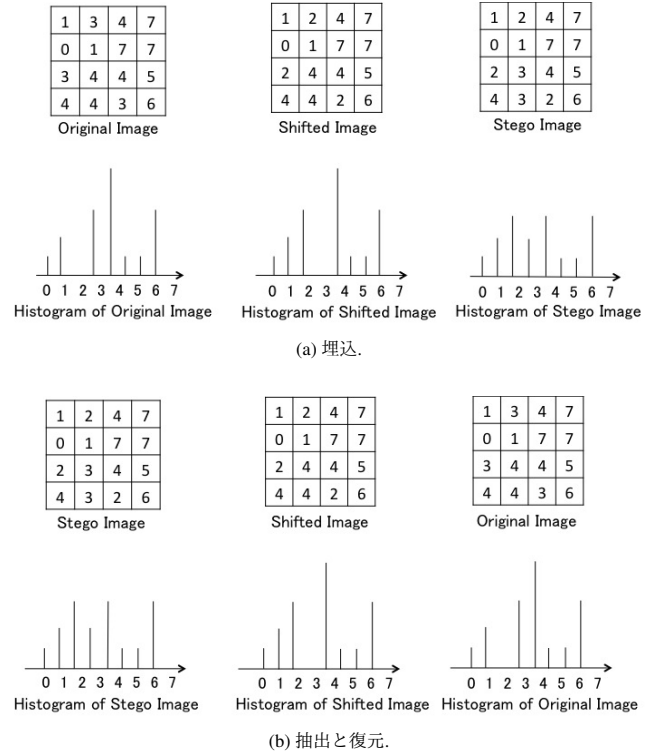 1 3 4 7 1 2 4 7 1 2 4 7
0 1 7 7 0 1 7 7 0 1 7 7
3 4 4 5 2 4 4 5 2 3 4 5
4 4 3 6 4 4 2 6 4 3 2 6
Original Image Shifted Image Stego Image
0 1 2 3 4 5 6 7 0 1 2 3 4 5 6 7 0 1 2 3 4 5 6 7
Histogram of Original Image Histogram of Shifted Image Histogram of Stego Image
(a) 埋込.
1 2 4 7 1 2 4 7 1 3 4 7
0 1 7 7 0 1 7 7 0 1 7 7
2 3 4 5 2 4 4 5 3 4 4 5
4 3 2 6 4 4 2 6 4 4 3 6
Stego Image Shifted Image Original Image
0 1 2 3 4 5 6 7 0 1 2 3 4 5 6 7 0 1 2 3 4 5 6 7
Histogram of Stego Image Histogram of Shifted Image Histogram of Original Image
(b) 抽出と復元.